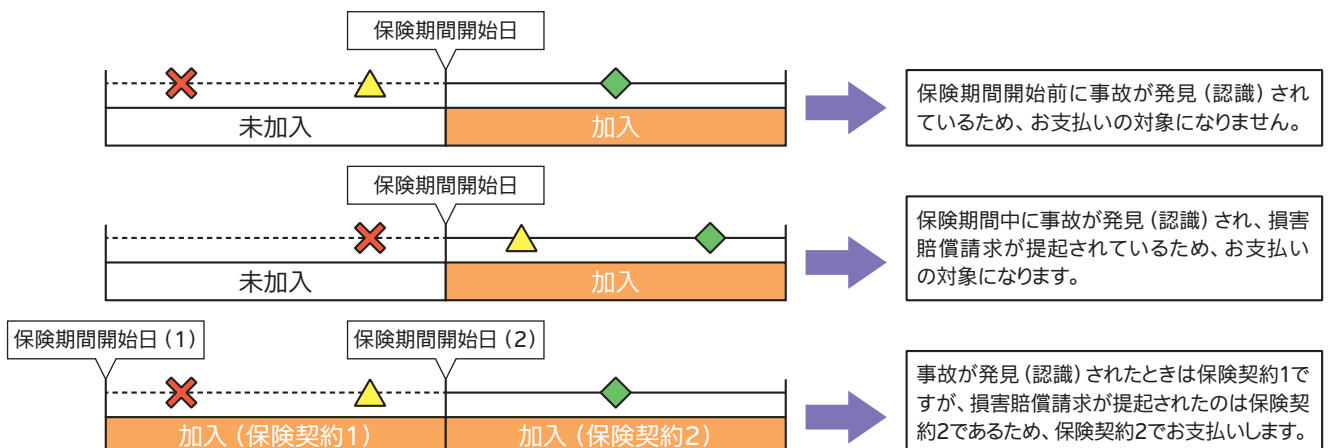 保険期間開始日
未加入
加入
保険期間開始前に事故が発見(認識)され
ているため、お支払いの対象になりません。
保険期間開始日
未加入
加入
保険期間中に事故が発見(認識)され、損害
賠償請求が提起されているため、お支払い
の対象になります。
保険期間開始日(1)
保険期間開始日(2)
加入(保険契約1)
加入(保険契約2)
事故が発見(認識)されたときは保険契約1で
すが、損害賠償請求が提起されたのは保険契
約2であるため、保険契約2でお支払いします。